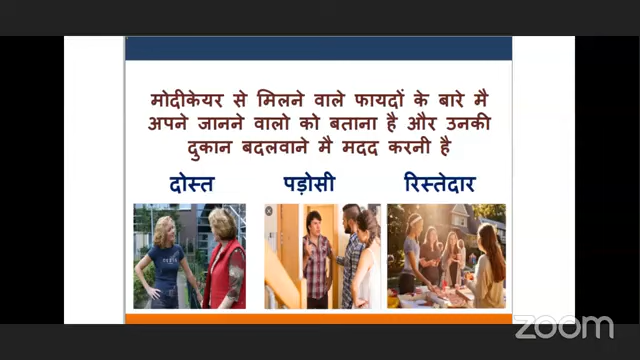 मोदीकेयर से मिलने वाले फायदों के बारे मै
अपने जानने वालो को बताना है और उनकी
दुकान बदलवाने मै मदद करनी है
दोस्त पड़ोसी रिस्तेदार
zoom